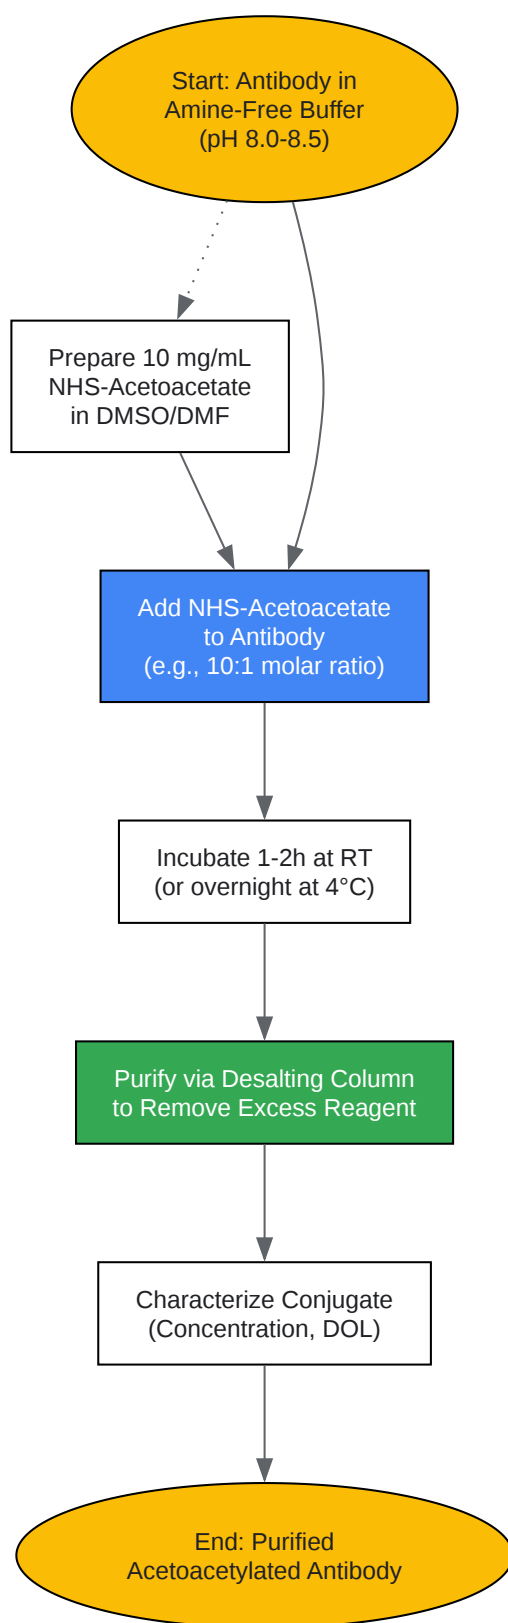 Start: Antibody in
Amine-Free Buffer
(pH 8.0-8.5)
Prepare 10 mg/mL
NHS-Acetoacetate
in DMSO/DMF
Add NHS-Acetoacetate
to Antibody
(e.g., 10:1 molar ratio)
Incubate 1-2h at RT
(or overnight at 4°C)
Purify via Desalting Column
to Remove Excess Reagent
Characterize Conjugate
(Concentration, DOL)
End: Purified
Acetoacetylated Antibody